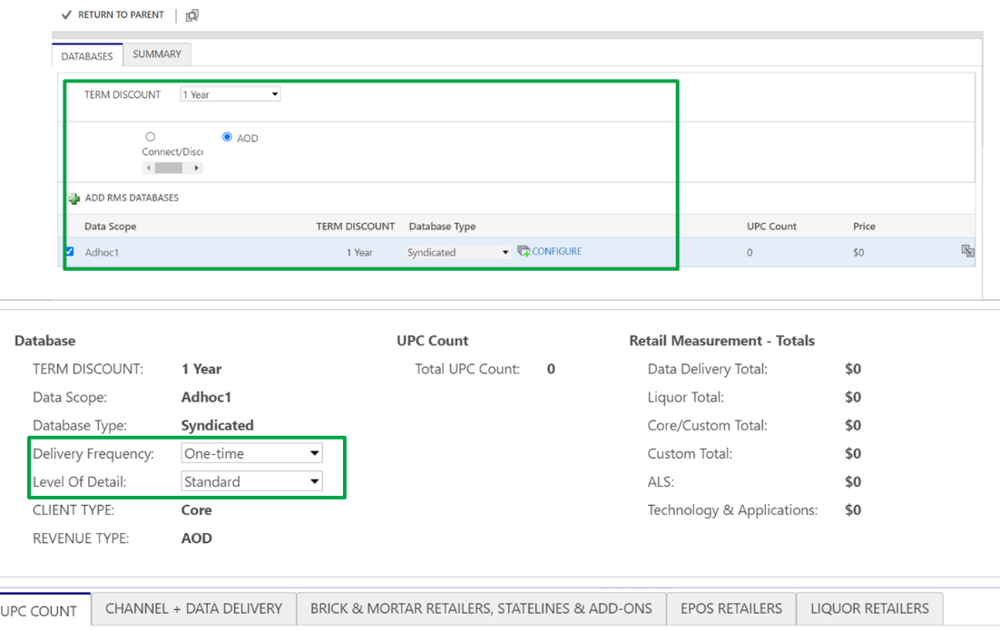 RETURN TO PARENT
DATABASES SUMMARY
TERM DISCOUNT 1 Year
AOD
Connect/Disc
ADD RMS DATABASES
Data Scope TERM DISCOUNT Database Type UPC Count Price
Adhoc1 1 Year Syndicated CONFIGURE 0 $0
Database UPC Count Retail Measurement - Totals
TERM DISCOUNT: 1 Year Total UPC Count: 0 Data Delivery Total: $0
Data Scope: Adhoc1 Liquor Total: $0
Database Type: Syndicated Core/Custom Total: $0
Delivery Frequency: One-time Custom Total: $0
Level Of Detail: Standard ALS: $0
CLIENT TYPE: Core Technology & Applications: $0
REVENUE TYPE: AOD
UPC COUNT CHANNEL + DATA DELIVERY BRICK & MORTAR RETAILERS, STATELINES & ADD-ONS EPOS RETAILERS LIQUOR RETAILERS